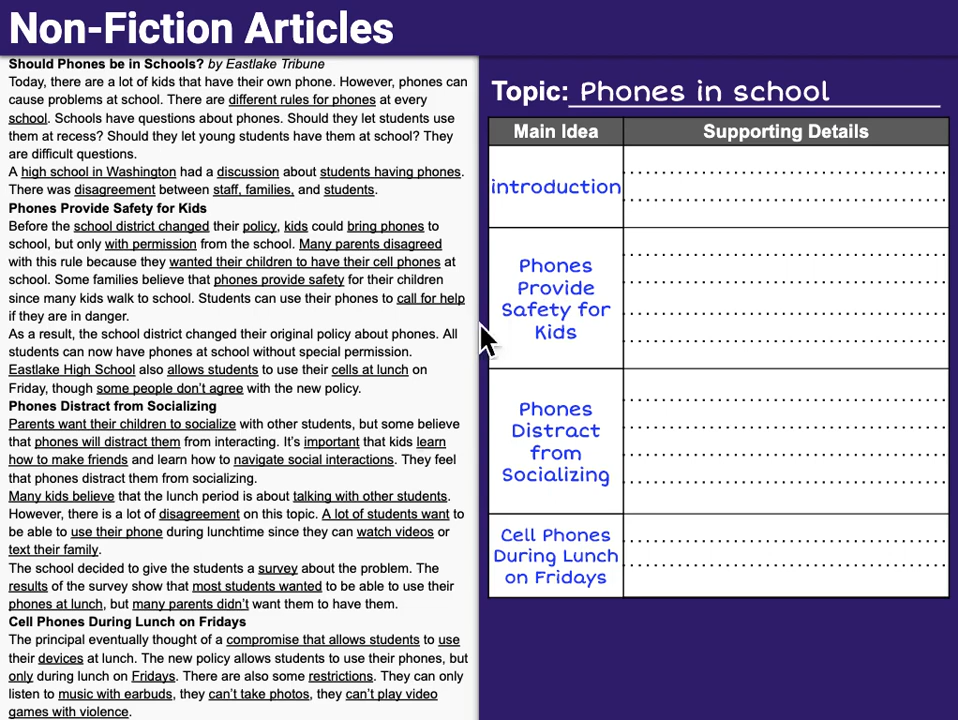 Non-Fiction Articles
Should Phones be in Schools? by Eastlake Tribune
Today, there are a lot of kids that have their own phone. However, phones can
cause problems at school. There are different rules for phones at every
school. Schools have questions about phones. Should they let students use
them at recess? Should they let young students have them at school? They
are difficult questions.
A high school in Washington had a discussion about students having phones.
There was disagreement between staff, families, and students.
Phones Provide Safety for Kids
Before the school district changed their policy, kids could bring phones to
school, but only with permission from the school. Many parents disagreed
with this rule because they wanted their children to have their cell phones at
school. Some families believe that phones provide safety for their children
since many kids walk to school. Students can use their phones to call for help
if they are in danger.
As a result, the school district changed their original policy about phones. All
students can now have phones at school without special permission.
Eastlake High School also allows students to use their cells at lunch on
Friday, though some people don't agree with the new policy.
Phones Distract from Socializing
Parents want their children to socialize with other students, but some believe
that phones will distract them from interacting. It's important that kids learn
how to make friends and learn how to navigate social interactions. They feel
that phones distract them from socializing.
Many kids believe that the lunch period is about talking with other students.
However, there is a lot of disagreement on this topic. A lot of students want to
be able to use their phone during lunchtime since they can watch videos or
text their family.
The school decided to give the students a survey about the problem. The
results of the survey show that most students wanted to be able to use their
phones at lunch, but many parents didn't want them to have them.
Cell Phones During Lunch on Fridays
The principal eventually thought of a compromise that allows students to use
their devices at lunch. The new policy allows students to use their phones, but
only during lunch on Fridays. There are also some restrictions. They can only
listen to music with earbuds, they can't take photos, they can't play video
games with violence.
Topic: Phones in school
Main Idea
Supporting Details
introduction
Phones
Provide
Safety for
Kids
Phones
Distract
from
Socializing
Cell Phones
During Lunch
on Fridays